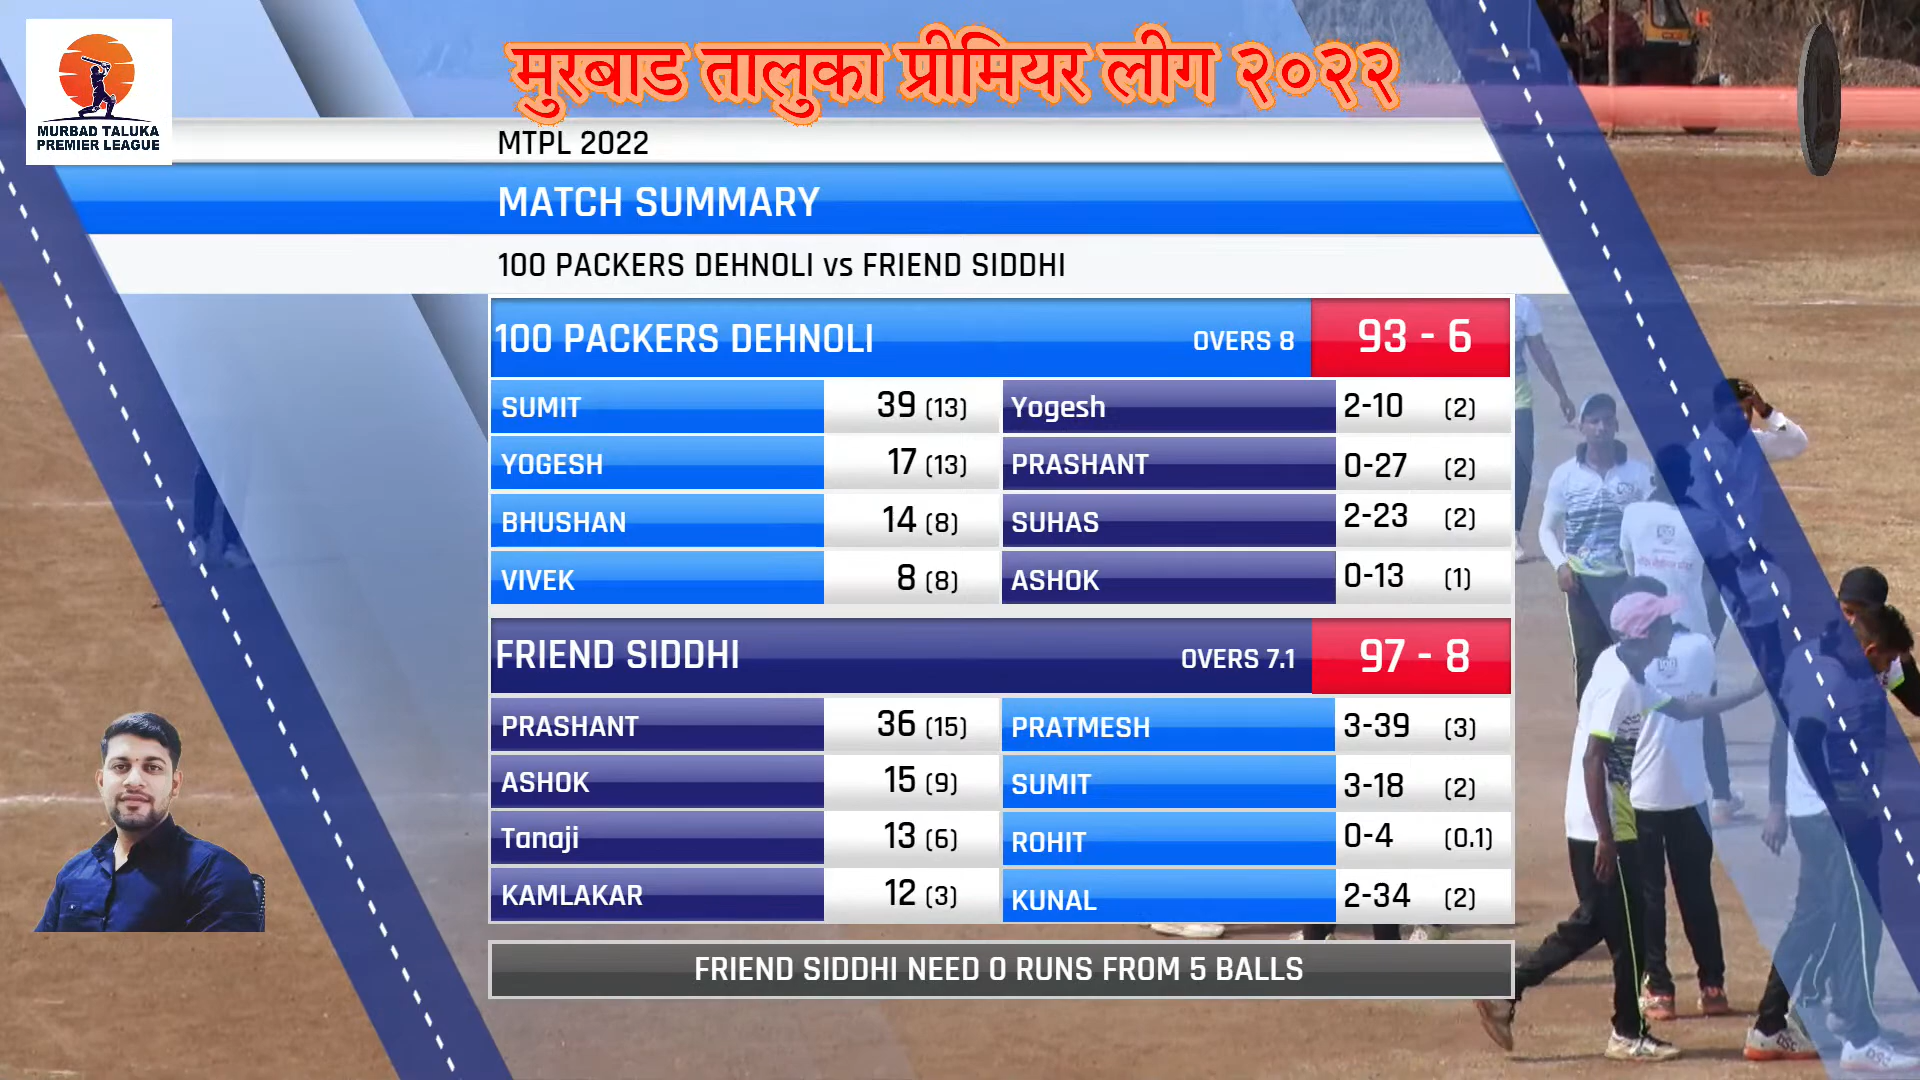 मुरबाड तालुका प्रीमियर लीग २०२२
MURBAD TALUKA
PREMIER LEAGUE
MTPL 2022
MATCH SUMMARY
100 PACKERS DEHNOLI vs FRIEND SIDDHI
100 PACKERS DEHNOLI OVERS 8 93 - 6
SUMIT 39 (13) Yogesh 2-10 (2)
YOGESH 17 (13) PRASHANT 0-27 (2)
BHUSHAN 14 (8) SUHAS 2-23 (2)
VIVEK 8 (8) ASHOK 0-13 (1)
FRIEND SIDDHI OVERS 7.1 97 - 8
PRASHANT 36 (15) PRATMESH 3-39 (3)
ASHOK 15 (9) SUMIT 3-18 (2)
Tanaji 13 (6) ROHIT 0-4 (0.1)
KAMLAKAR 12 (3) KUNAL 2-34 (2)
FRIEND SIDDHI NEED 0 RUNS FROM 5 BALLS